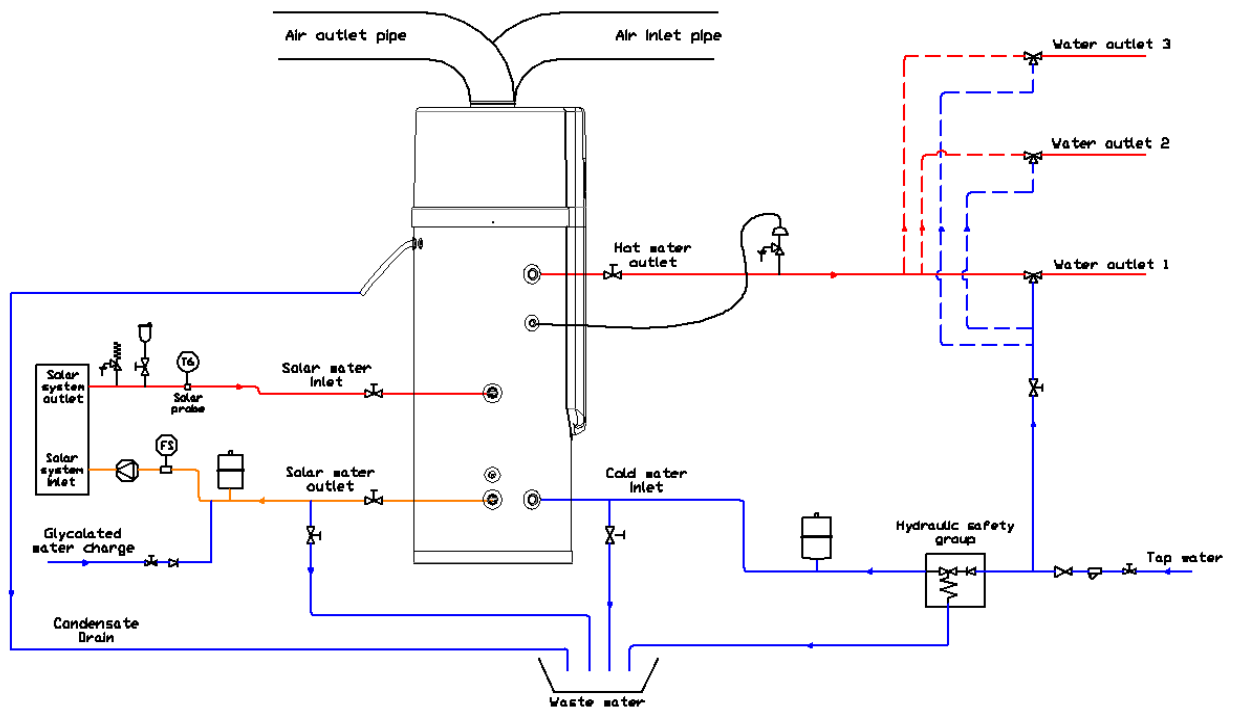 Air outlet pipe
Air Inlet pipe
Water outlet 3
Water outlet 2
Hot water
outlet
Water outlet 1
TG
Solar
probe
Solar
system
outlet
Solar water
Inlet
FS
Solar
system
Inlet
Solar water
outlet
Cold water
Inlet
Hydraulic safety
group
Glycolated
water charge
Tap water
Condensate
Drain
Waste water